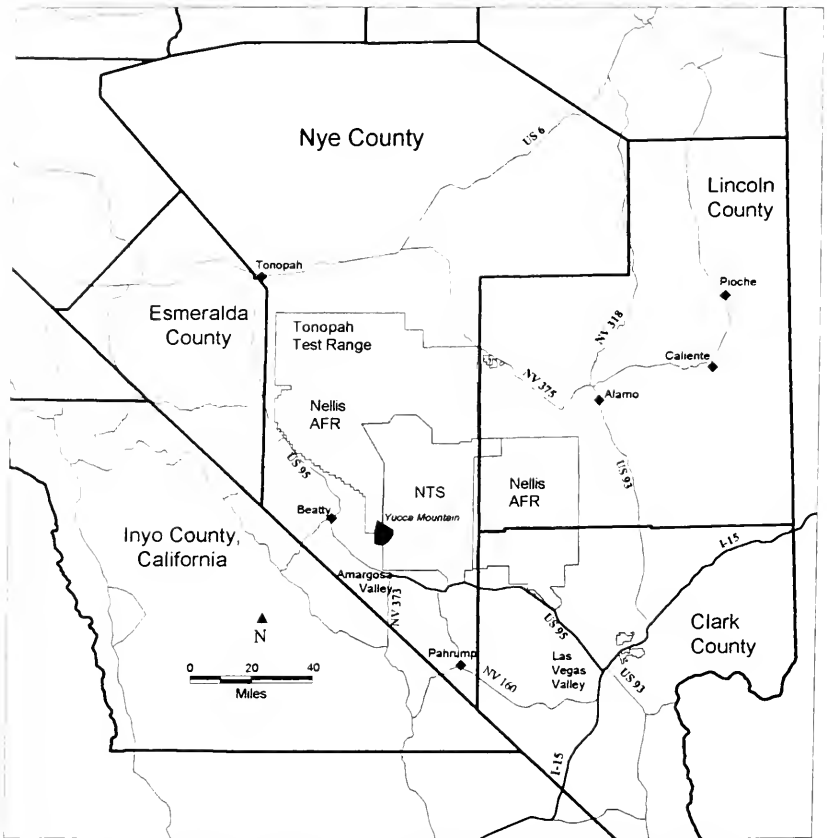 Nye County
US 6
Lincoln
County
Tonopah
Pioche
Esmeralda
County
Tonopah
Test Range
NV 318
Caliente
NV 375
Alamo
Nellis
AFR
US 95
NTS
Nellis
AFR
US 93
Beatty
Yucca Mountain
I-15
Inyo County,
California
Amargosa
Valley
NV 373
N
US 95
Clark
County
0 20 40
Miles
Pahrump
NV 160
Las
Vegas
Valley
US 93
I-15